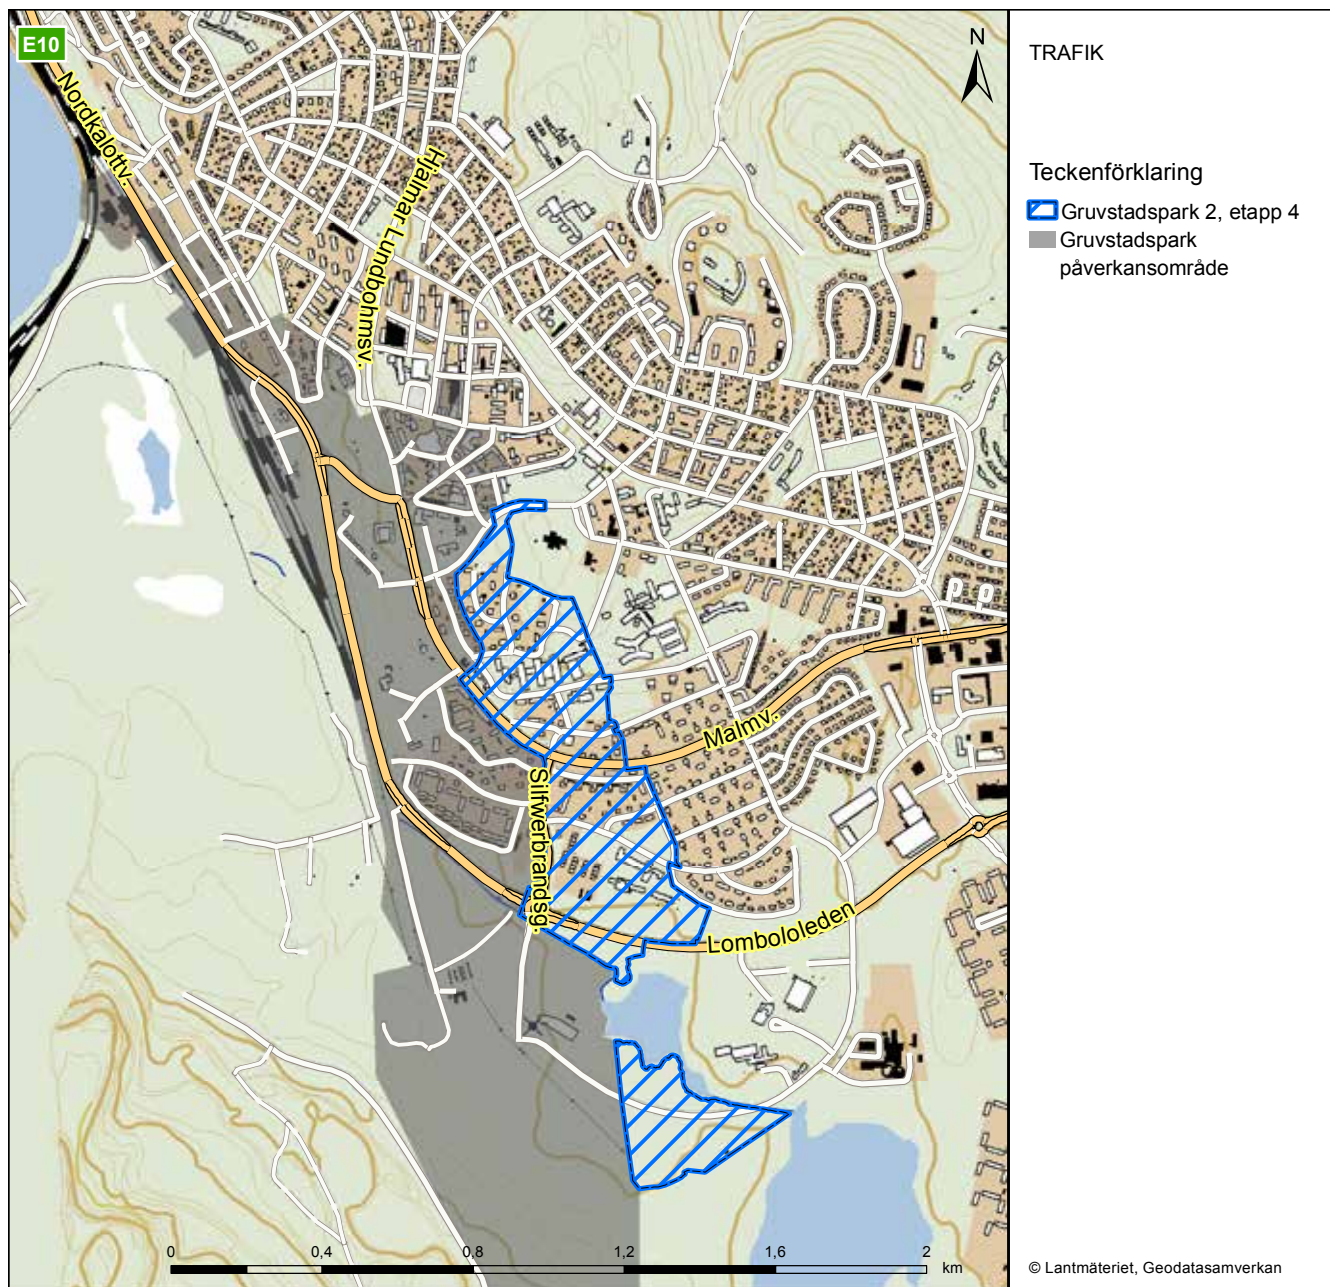 E10
N
TRAFIK
Nordkalottv.
Hjalmar Lundbohmsv.
Teckenförklaring
Gruvstadspark 2, etapp 4
Gruvstadspark
påverkansområde
Malmv.
Silfwerbrandsg.
Lombololeden
0 0,4 0,8 1,2 1,6 2 km
© Lantmäteriet, Geodatasamverkan